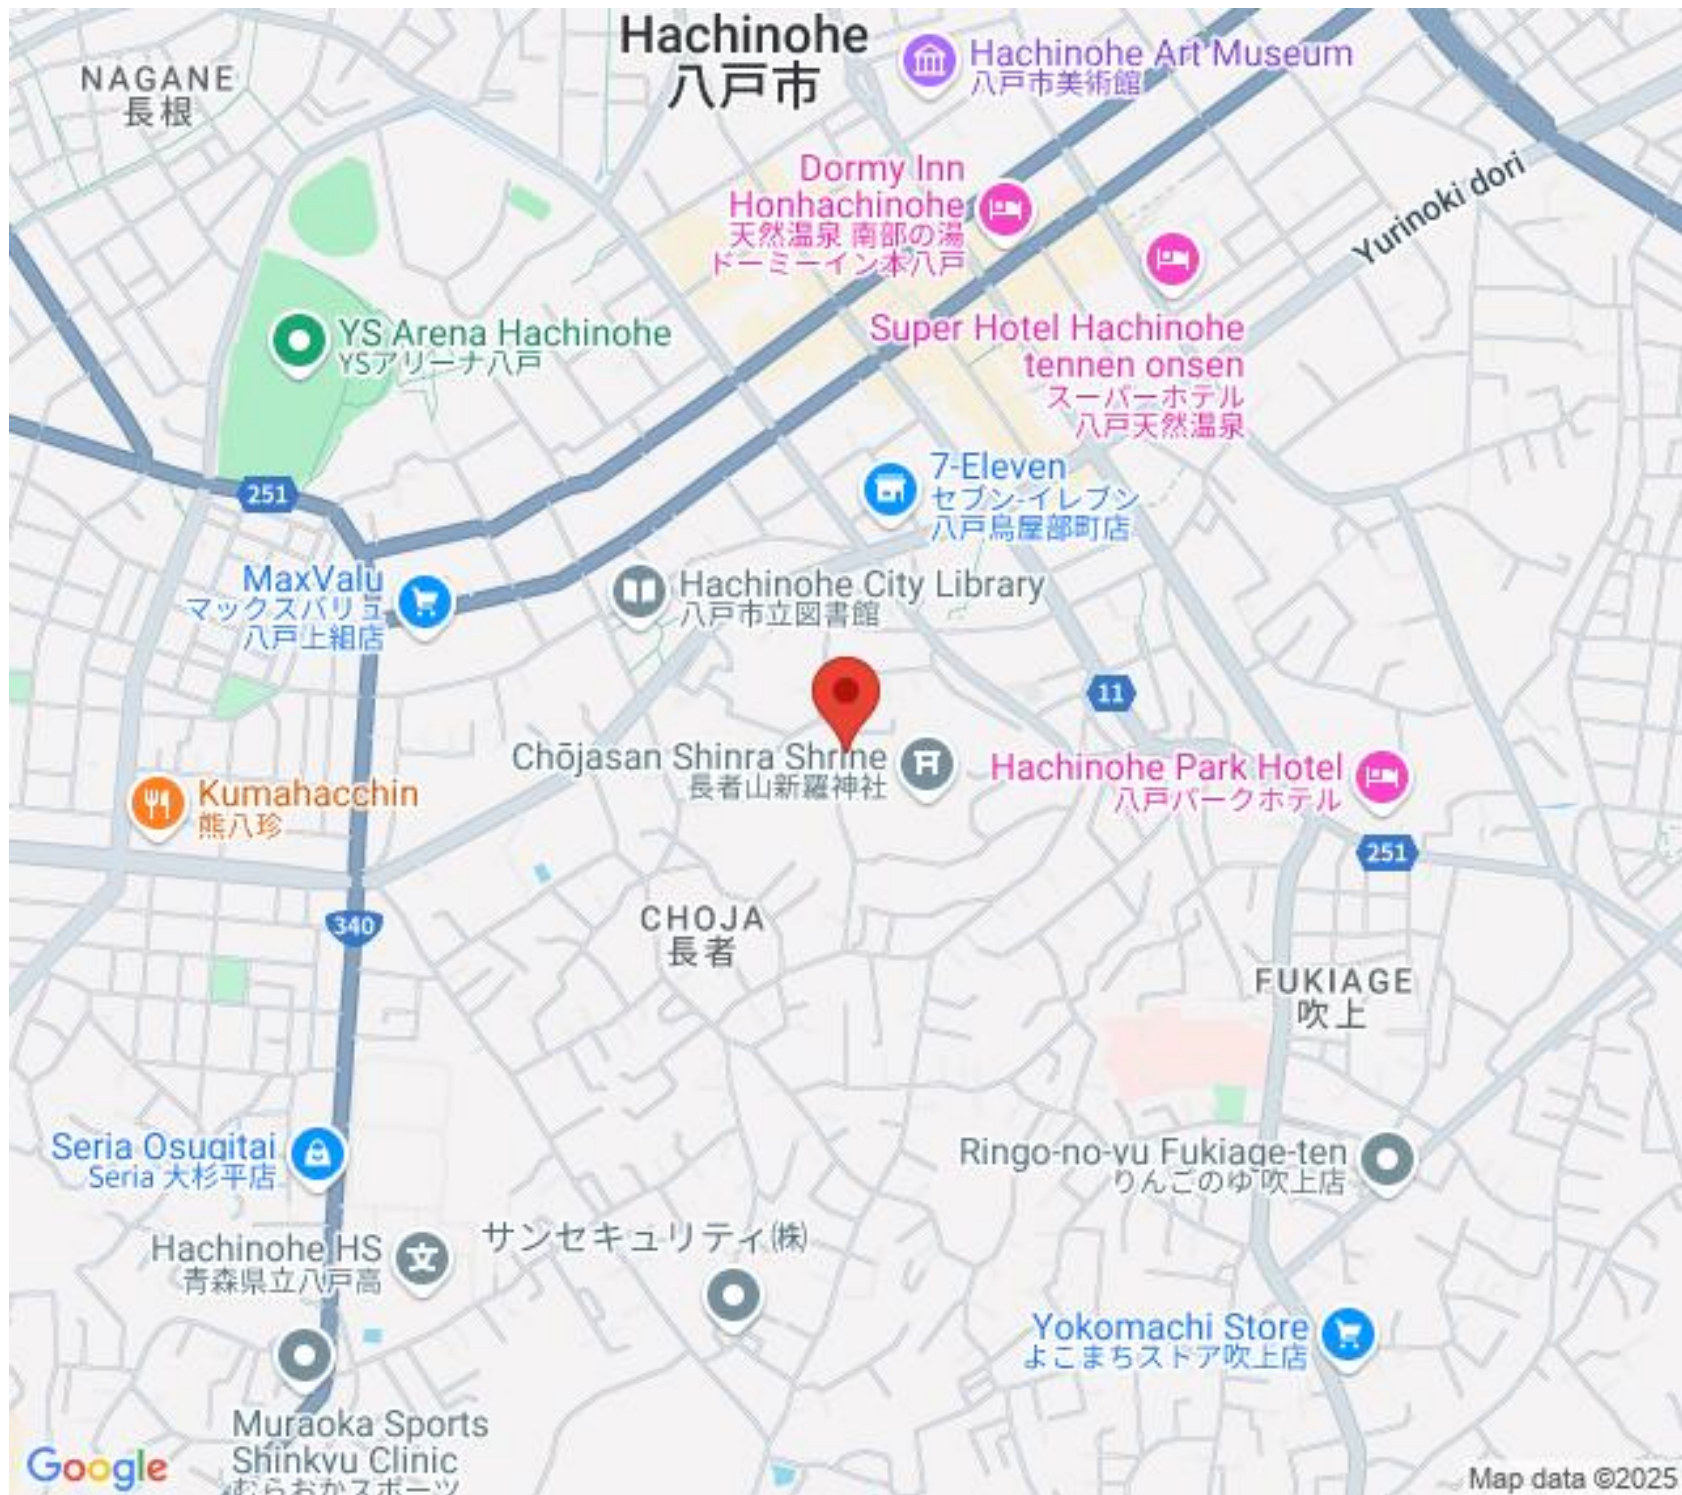 Hachinohe
八戸市
Hachinohe Art Museum
八戸市美術館
NAGANE
長根
Dormy Inn
Honhachinohe
天然温泉 南部の湯
ドーミーイン本八戸
Yurinoki dori
YS Arena Hachinohe
YSアリーナ八戸
Super Hotel Hachinohe
tennen onsen
スーパーホテル
八戸天然温泉
251
7-Eleven
セブン-イレブン
八戸鳥屋部町店
MaxValu
マックスバリュ
八戸上組店
Hachinohe City Library
八戸市立図書館
11
Chōjasan Shinra Shrine
長者山新羅神社
Hachinohe Park Hotel
八戸パークホテル
Kumahacchin
熊八珍
251
340
CHOJA
長者
FUKIAGE
吹上
Seria Osugitai
Seria 大杉平店
Ringo-no-yu Fukiage-ten
りんごのゆ 吹上店
Hachinohe HS
青森県立八戸高
サンセキュリティ㈱
Yokomachi Store
よこまちストア吹上店
Muraoka Sports
Shinkyu Clinic
むらおかスポーツ
Google
Map data ©2025